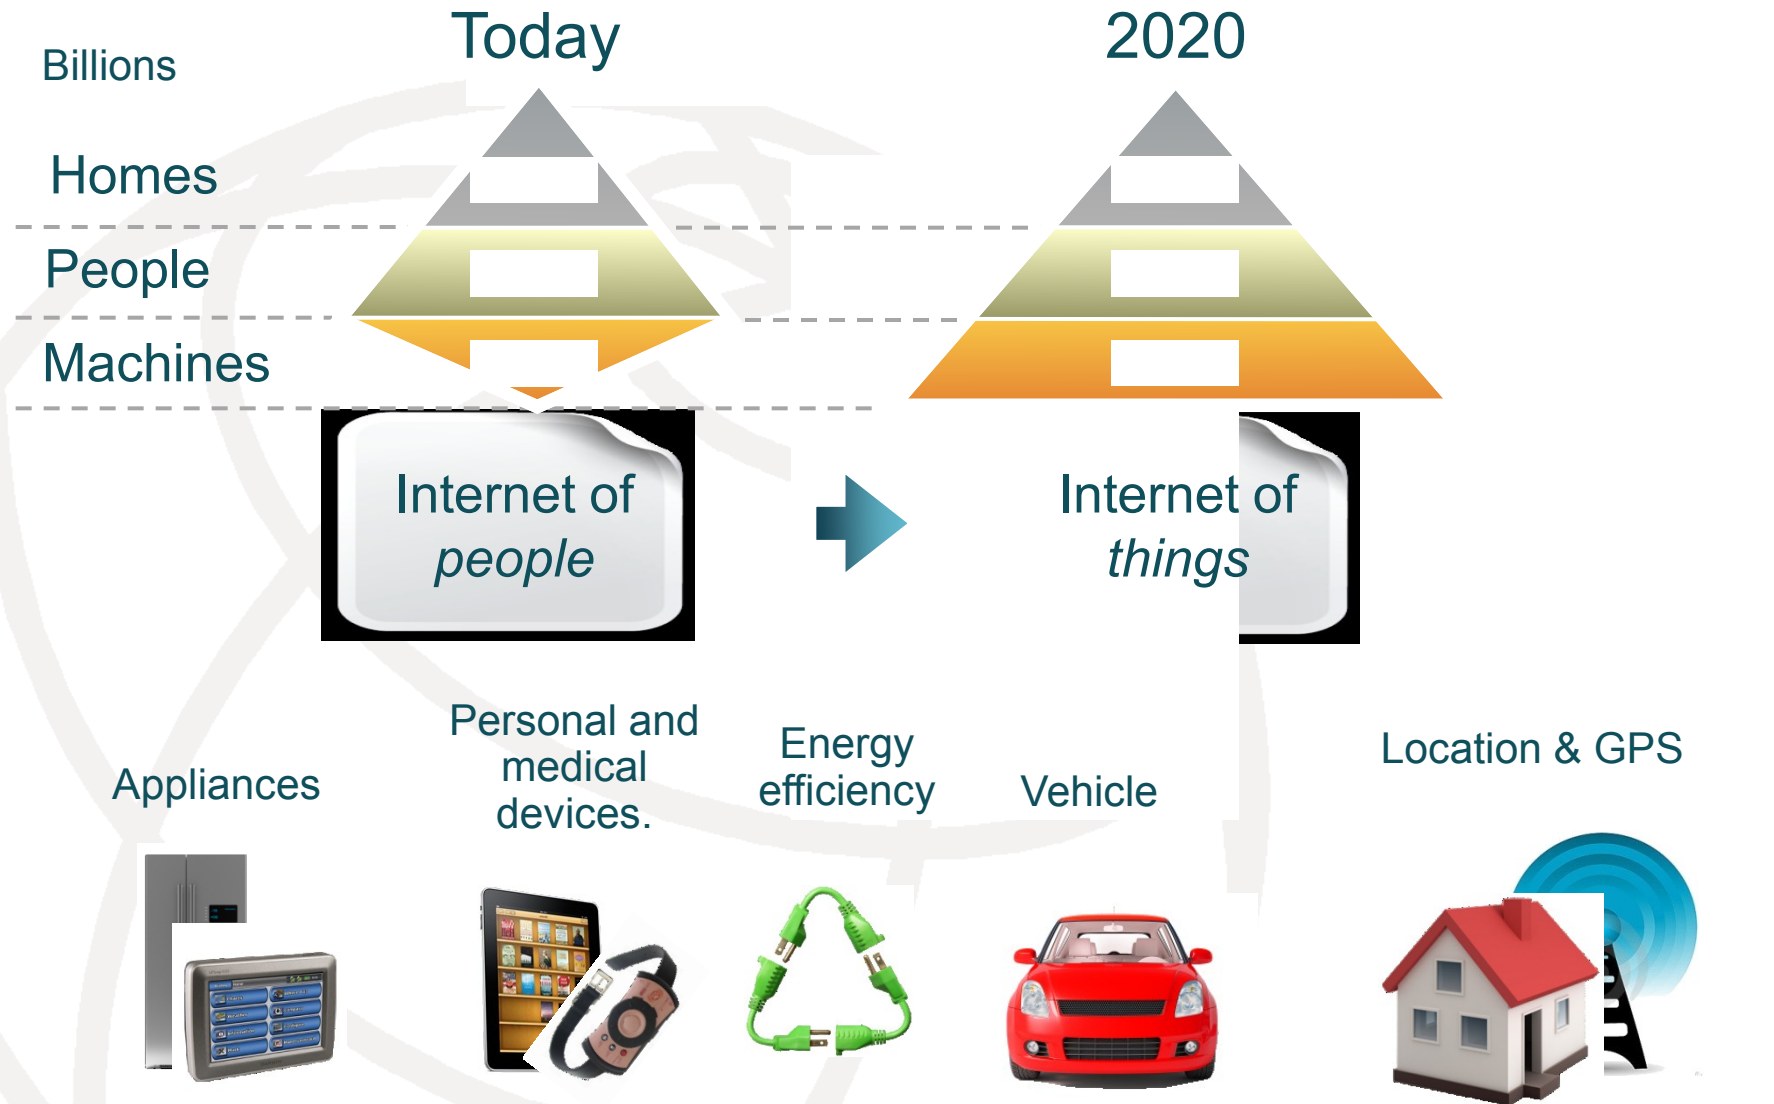 Today
2020
Billions
Homes
People
Machines
Internet of
people
Internet of
things
Personal and
medical
devices.
Energy
efficiency
Location & GPS
Appliances
Vehicle